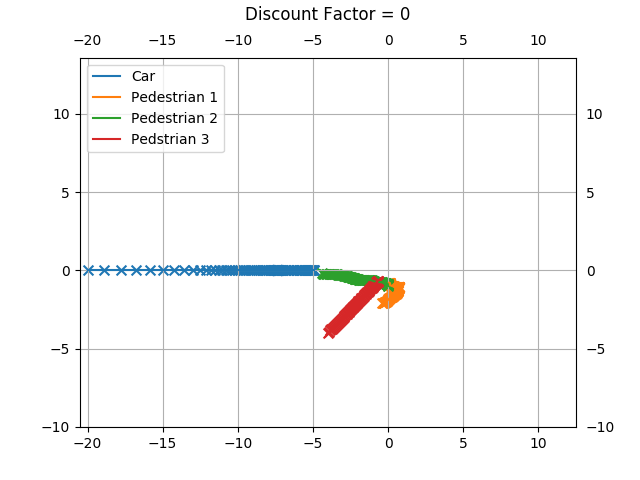 Discount Factor = 0
−20 −15 −10 −5 0 5 10
Car
Pedestrian 1
Pedestrian 2
Pedstrian 3
10 10
5 5
0 0
−5 −5
−10 −10
−20 −15 −10 −5 0 5 10